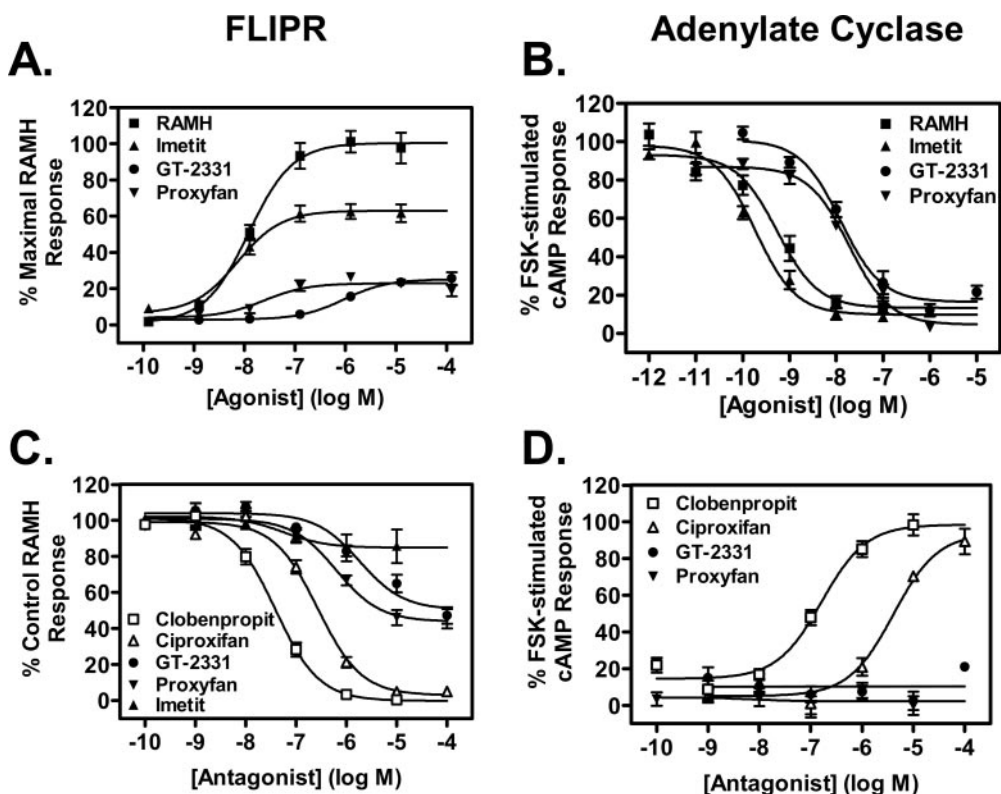 FLIPR
Adenylate Cyclase
A.
% Maximal RAMH
Response
120
100
80
60
40
20
0
RAMH
Imetit
GT-2331
Proxyfan
-10 -9 -8 -7 -6 -5 -4
[Agonist] (log M)
B.
% FSK-stimulated
cAMP Response
120
100
80
60
40
20
0
RAMH
Imetit
GT-2331
Proxyfan
-12 -11 -10 -9 -8 -7 -6 -5
[Agonist] (log M)
C.
% Control RAMH
Response
120
100
80
60
40
20
0
Clobenpropit
Ciproxifan
GT-2331
Proxyfan
Imetit
-10 -9 -8 -7 -6 -5 -4
[Antagonist] (log M)
D.
% FSK-stimulated
cAMP Response
120
100
80
60
40
20
0
Clobenpropit
Ciproxifan
GT-2331
Proxyfan
-10 -9 -8 -7 -6 -5 -4
[Antagonist] (log M)